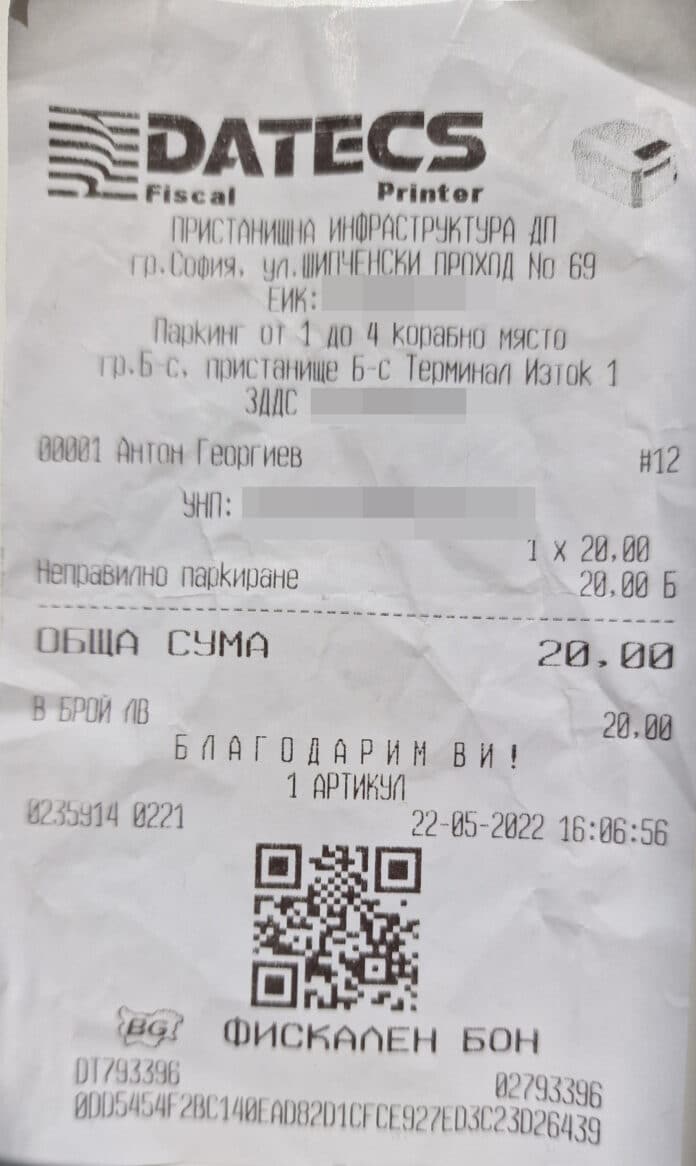 DATECS
Fiscal Printer
ПРИСТАНИЩНА ИНФРАСТРУКТУРА ДП
гр.София, ул.ШИПЧЕНСКИ ПРОХОД No 69
ЕИК:
Паркинг от 1 до 4 корабно място
гр.Б-с, пристанище Б-с Терминал Изток 1
ЗДДС
00001 Антон Георгиев #12
УНП:
1 x 20,00
Неправилно паркиране 20,00 Б
ОБЩА СУМА 20,00
В БРОЙ ЛВ 20,00
БЛАГОДАРИМ ВИ!
1 АРТИКУЛ
0235914 0221 22-05-2022 16:06:56
BG ФИСКАЛЕН БОН
DT793396 02793396
0DD5454F2BC140EAD82D1CFCE927ED3C23D26439